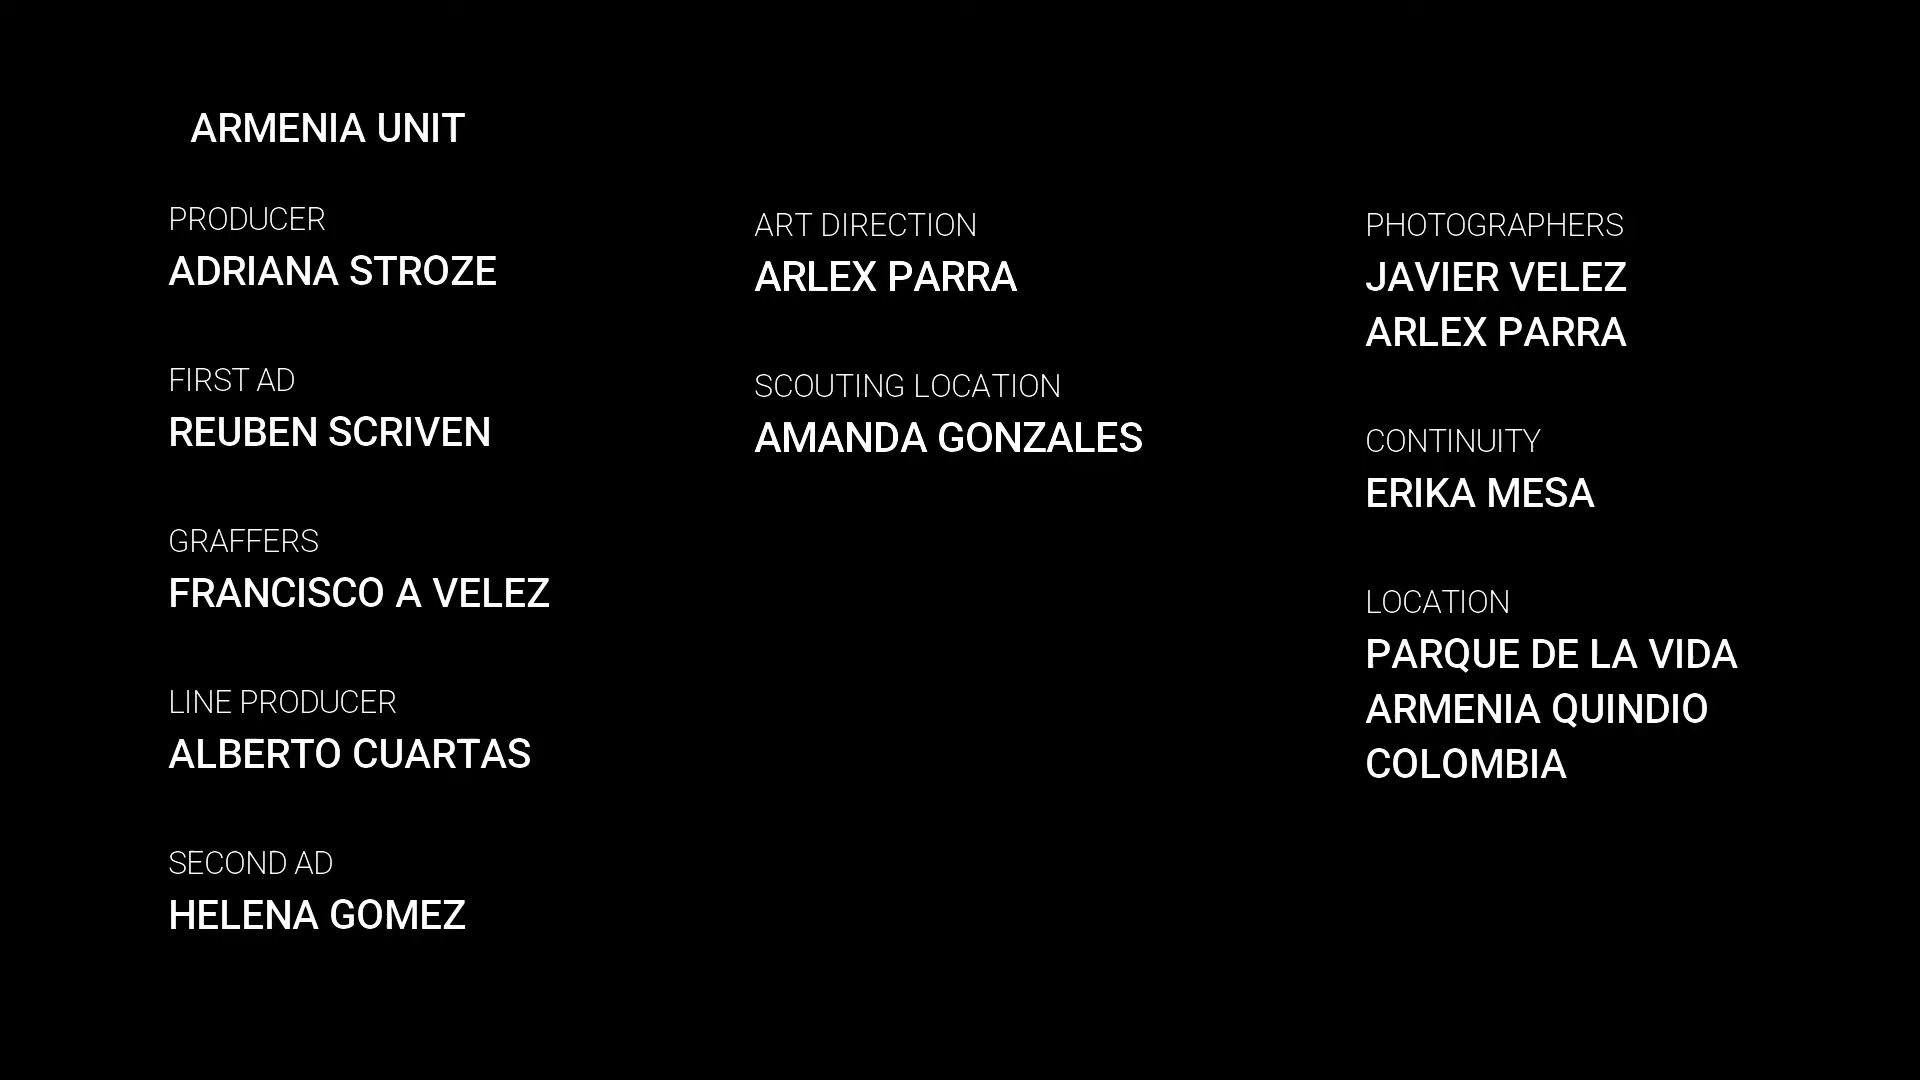 ARMENIA UNIT
PRODUCER
ADRIANA STROZE
FIRST AD
REUBEN SCRIVEN
GRAFFERS
FRANCISCO A VELEZ
LINE PRODUCER
ALBERTO CUARTAS
SECOND AD
HELENA GOMEZ
ART DIRECTION
ARLEX PARRA
SCOUTING LOCATION
AMANDA GONZALES
PHOTOGRAPHERS
JAVIER VELEZ
ARLEX PARRA
CONTINUITY
ERIKA MESA
LOCATION
PARQUE DE LA VIDA
ARMENIA QUINDIO
COLOMBIA